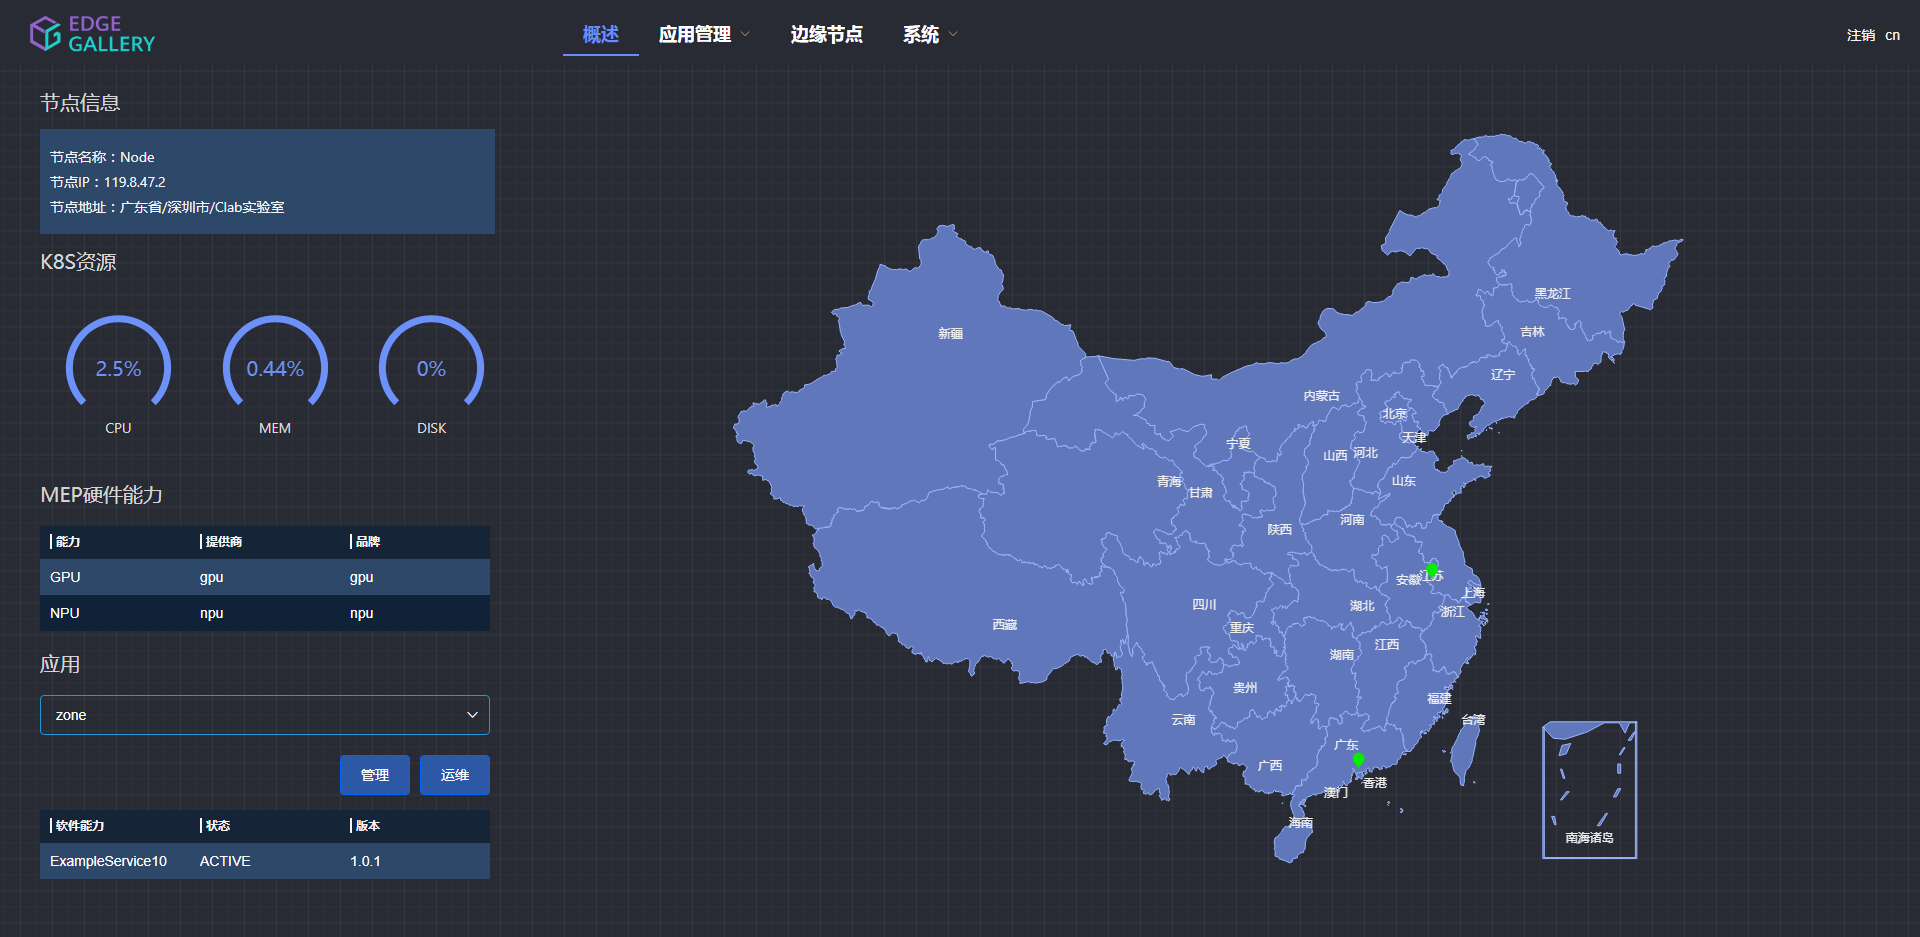 EDGE
GALLERY
概述 应用管理 边缘节点 系统
注销 cn
节点信息
节点名称：Node
节点IP：119.8.47.2
节点地址：广东省/深圳市/Clab实验室
K8S资源
2.5% 0.44% 0%
CPU MEM DISK
MEP硬件能力
能力 提供商 品牌
GPU gpu gpu
NPU npu npu
应用
zone
管理 运维
软件能力 状态 版本
ExampleService10 ACTIVE 1.0.1
黑龙江
吉林
新疆
辽宁
内蒙古
北京
天津
宁夏
山西
河北
青海
甘肃
山东
河南
陕西
安徽
江苏
上海
四川
湖北
浙江
西藏
重庆
江西
湖南
贵州
福建
云南
台湾
广东
广西
香港
澳门
海南
南海诸岛